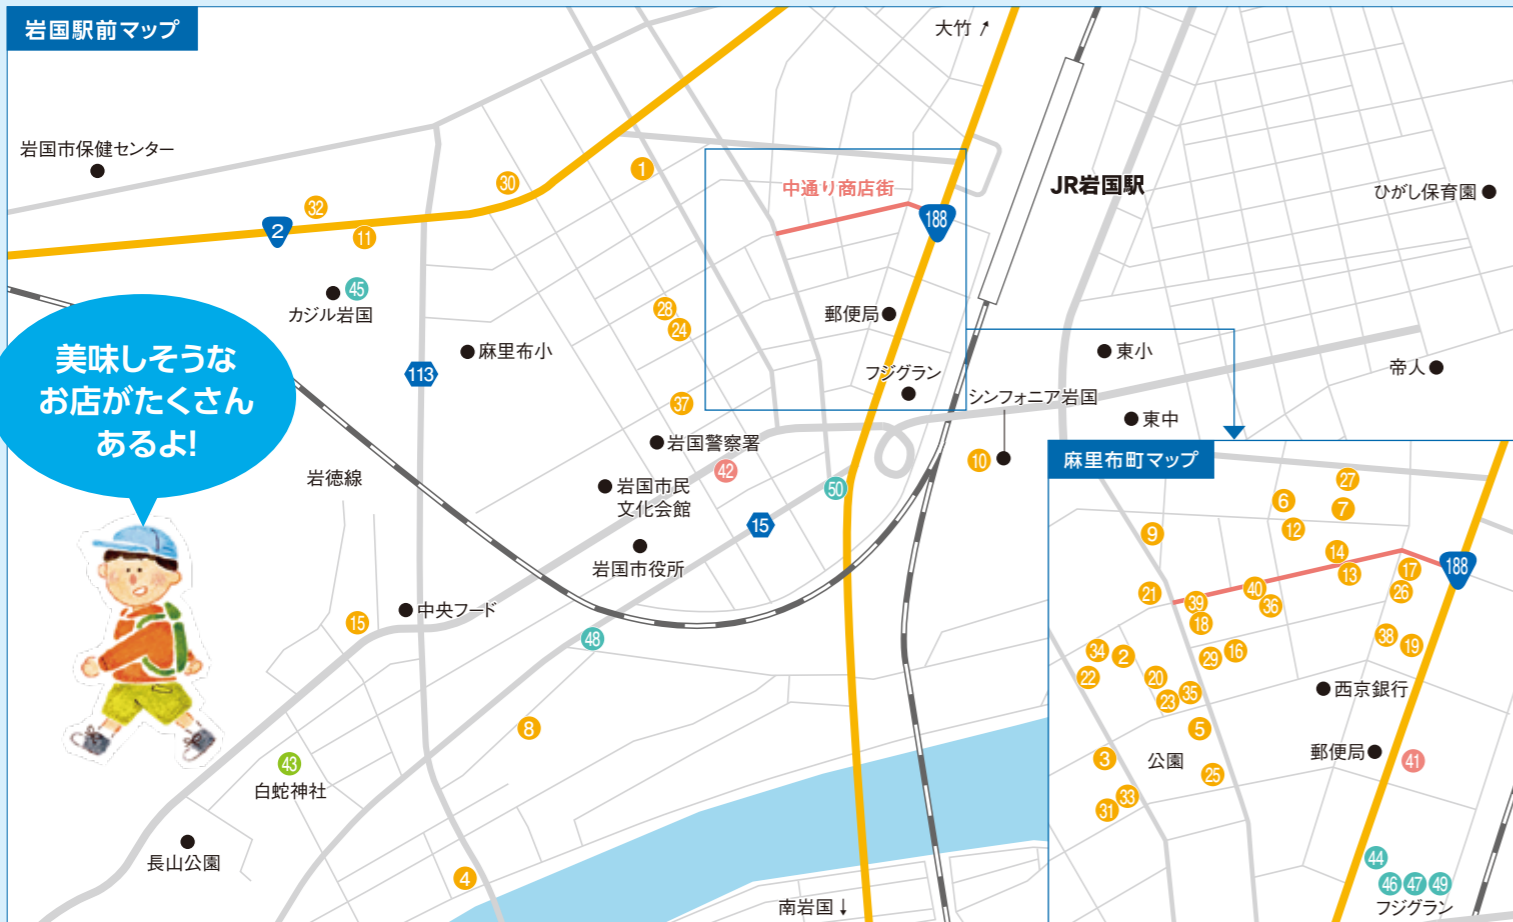 岩国駅前マップ
大竹
岩国市保健センター
30
1
中通り商店街
JR岩国駅
ひがし保育園
32
2
11
188
45
カジル岩国
28
24
郵便局
美味しそうな
お店がたくさん
あるよ!
麻里布小
113
東小
フジグラン
帝人
37
シンフォニア岩国
東中
岩国警察署
42
10
岩徳線
岩国市民
文化会館
50
15
岩国市役所
中央フード
15
48
8
43
白蛇神社
長山公園
4
南岩国
麻里布町マップ
27
6
7
12
9
14
13
17
188
21
40
26
39
36
18
38
19
34
2
29
16
22
20
23
35
西京銀行
5
3
公園
郵便局
41
25
33
31
44
46
47
49
フジグラン